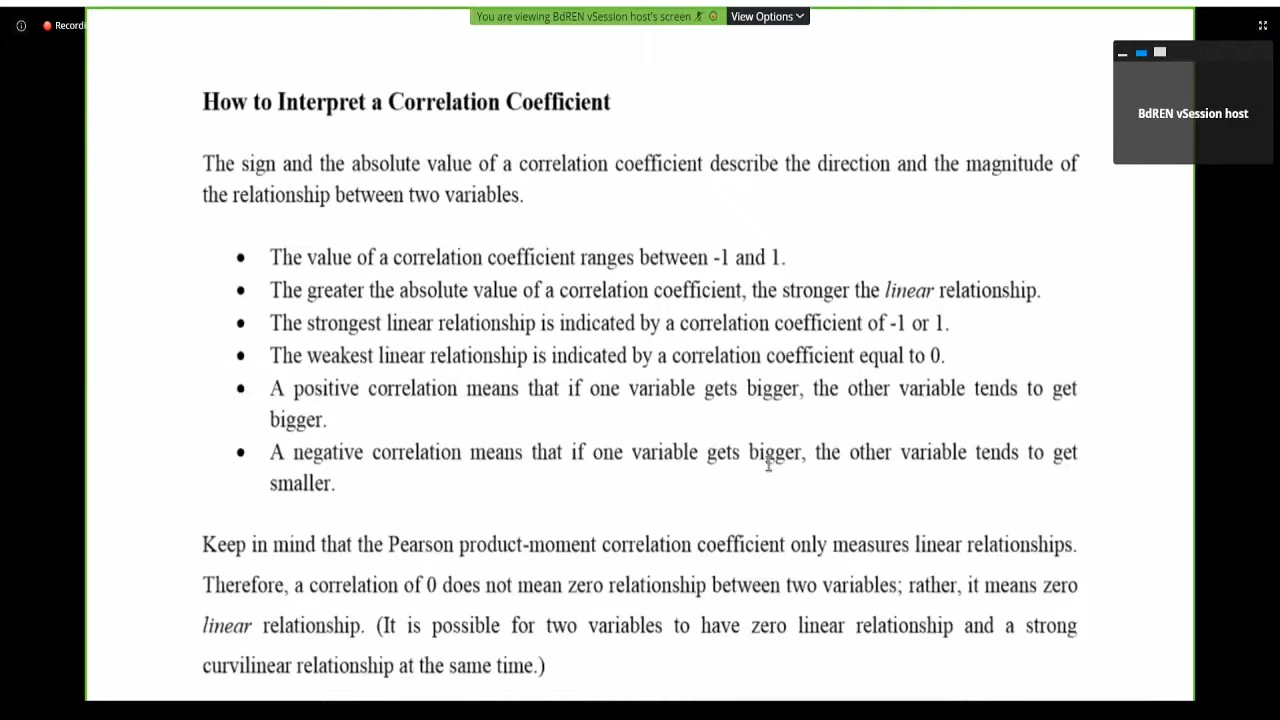 You are viewing BdREN vSession host's screen
View Options
Recordi
BdREN vSession host
How to Interpret a Correlation Coefficient
The sign and the absolute value of a correlation coefficient describe the direction and the magnitude of
the relationship between two variables.
• The value of a correlation coefficient ranges between -1 and 1.
• The greater the absolute value of a correlation coefficient, the stronger the linear relationship.
• The strongest linear relationship is indicated by a correlation coefficient of -1 or 1.
• The weakest linear relationship is indicated by a correlation coefficient equal to 0.
• A positive correlation means that if one variable gets bigger, the other variable tends to get
bigger.
• A negative correlation means that if one variable gets bigger, the other variable tends to get
smaller.
Keep in mind that the Pearson product-moment correlation coefficient only measures linear relationships.
Therefore, a correlation of 0 does not mean zero relationship between two variables; rather, it means zero
linear relationship. (It is possible for two variables to have zero linear relationship and a strong
curvilinear relationship at the same time.)